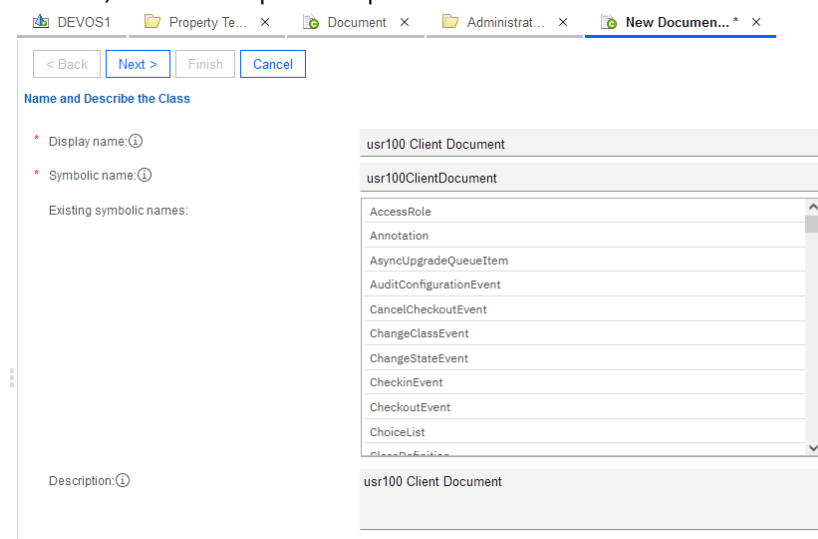 DEVOS1 Property Te... × Document × Administrat... × New Documen... * ×
< Back Next > Finish Cancel
Name and Describe the Class
* Display name: usr100 Client Document
* Symbolic name: usr100ClientDocument
Existing symbolic names:
AccessRole
Annotation
AsyncUpgradeQueueItem
AuditConfigurationEvent
CancelCheckoutEvent
ChangeClassEvent
ChangeStateEvent
CheckinEvent
CheckoutEvent
ChoiceList
Description: usr100 Client Document